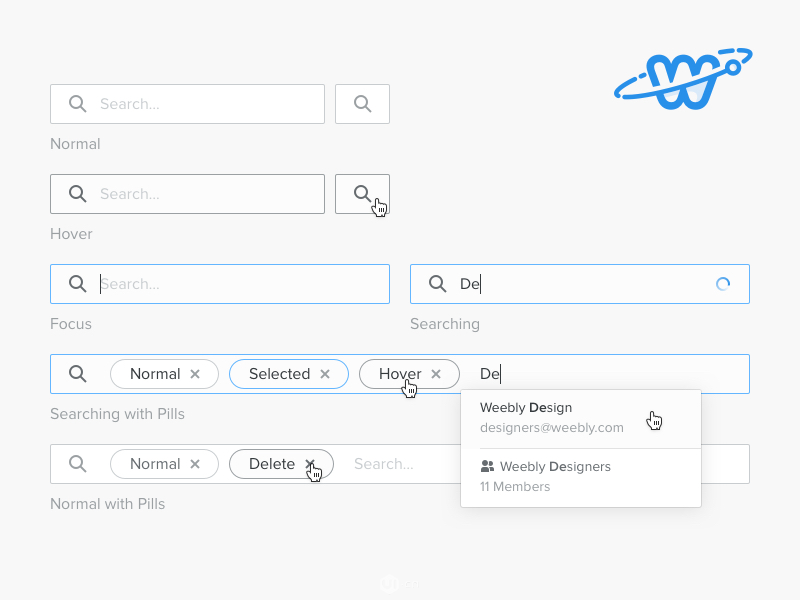 Search...
Normal
Search...
Hover
Search...
De
Focus
Searching
Normal
Selected
Hover
De
Searching with Pills
Weebly Design
designers@weebly.com
Weebly Designers
11 Members
Normal
Delete
Search...
Normal with Pills